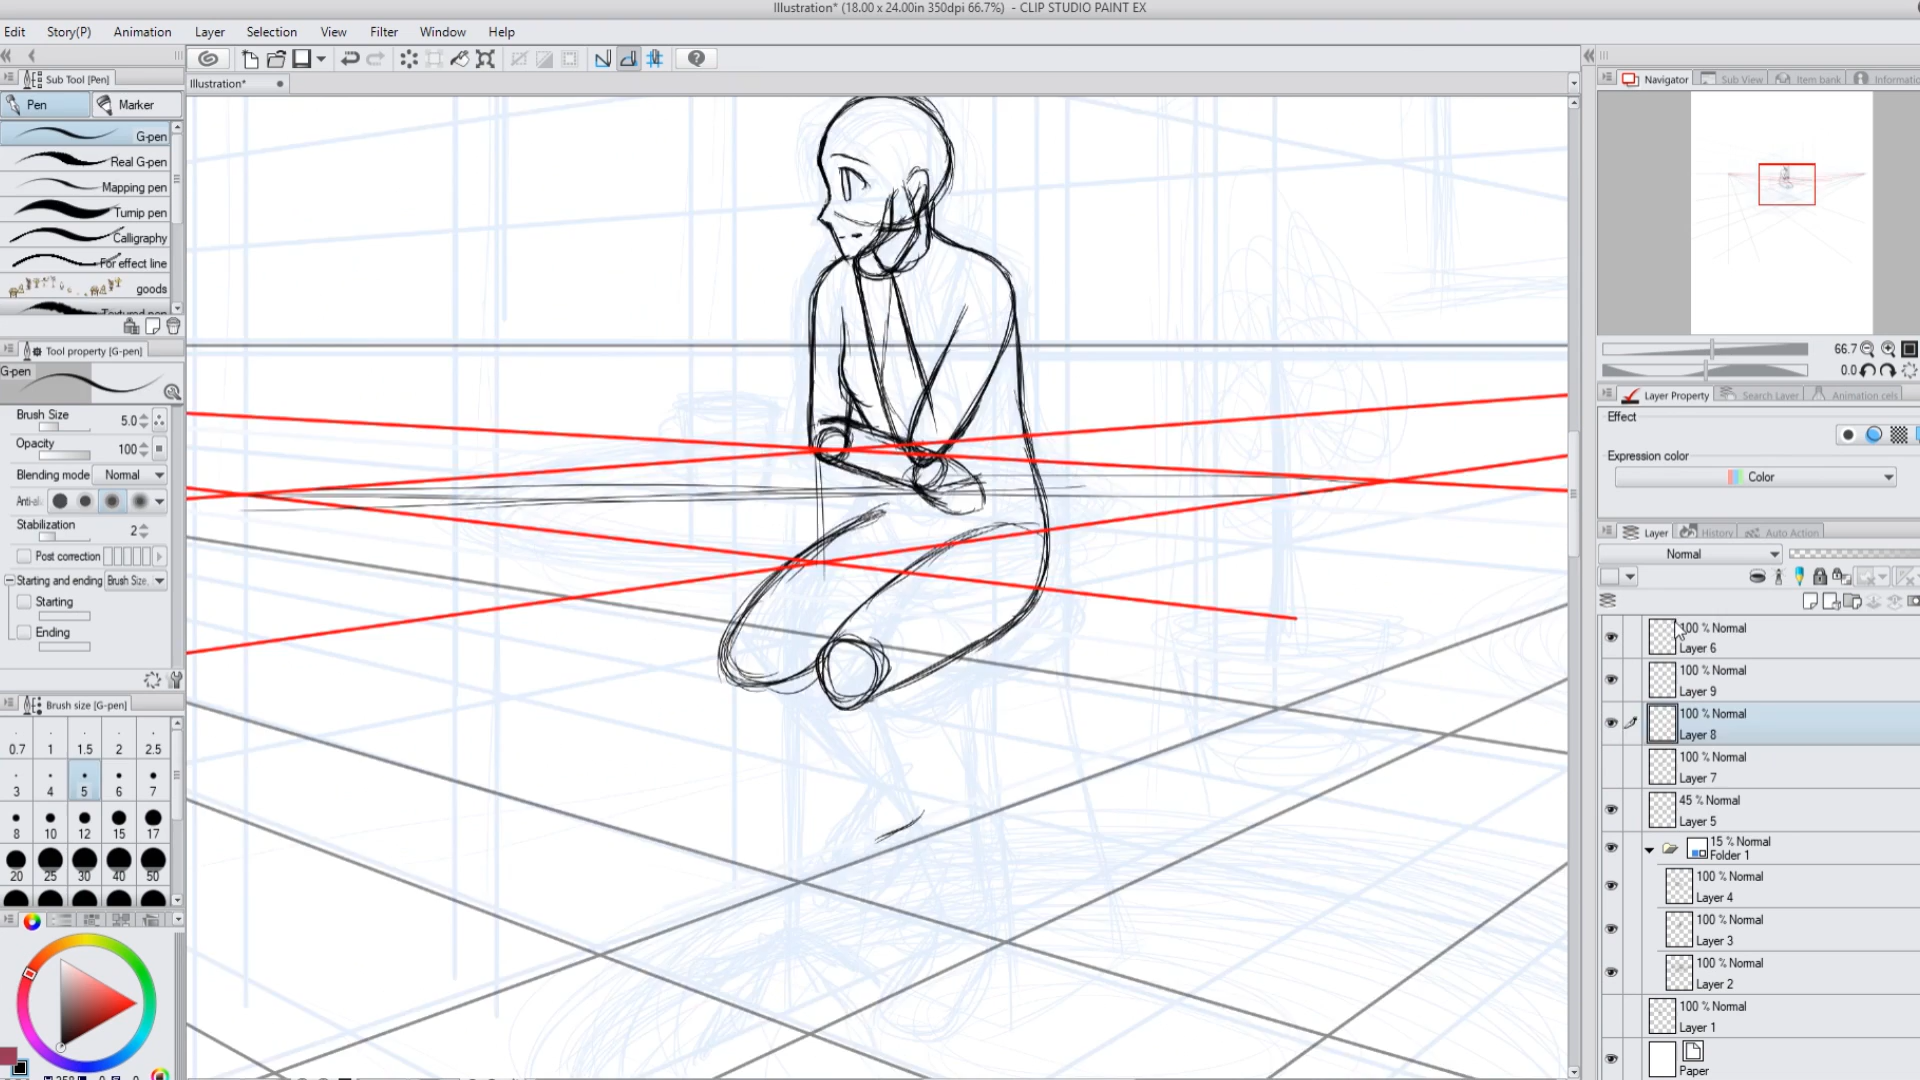 Illustration* (18.00 x 24.00in 350dpi 66.7%) - CLIP STUDIO PAINT EX
Edit Story(P) Animation Layer Selection View Filter Window Help
Sub Tool [Pen]
Illustration*
Pen Marker
G-pen
Real G-pen
Mapping pen
Turnip pen
Calligraphy
For effect line
goods
Textured pen
Tool property [G-pen]
G-pen
Brush Size 5.0
Opacity 100
Blending mode Normal
Anti-al
Stabilization 2
Post correction
Starting and ending Brush Size,
Starting
Ending
Brush size [G-pen]
0.7 1 1.5 2 2.5
3 4 5 6 7
8 10 12 15 17
20 25 30 40 50
Navigator Sub View Item bank Informatio
66.7
0.0
Layer Property Search Layer Animation cels
Effect
Expression color
Color
Layer History Auto Action
Normal
100 % Normal
Layer 6
100 % Normal
Layer 9
100 % Normal
Layer 8
100 % Normal
Layer 7
45 % Normal
Layer 5
15 % Normal
Folder 1
100 % Normal
Layer 4
100 % Normal
Layer 3
100 % Normal
Layer 2
100 % Normal
Layer 1
Paper